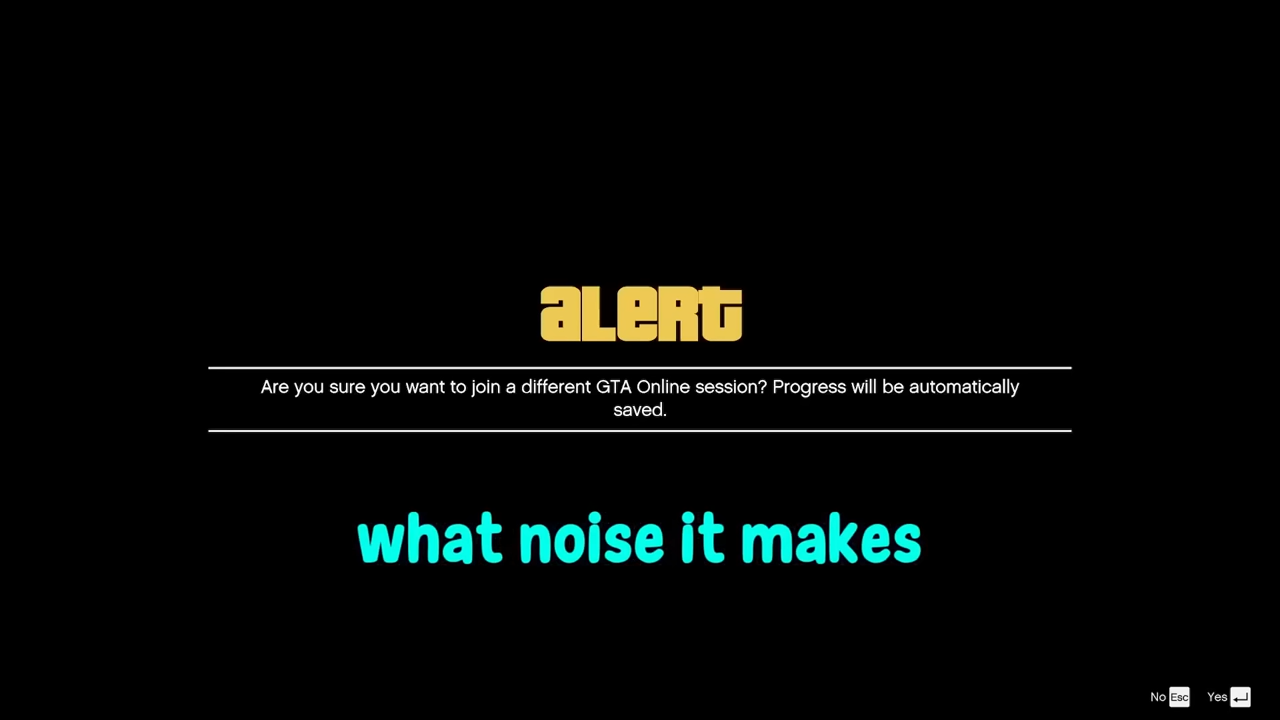 aLeRt
Are you sure you want to join a different GTA Online session? Progress will be automatically
saved.
what noise it makes
No Esc Yes